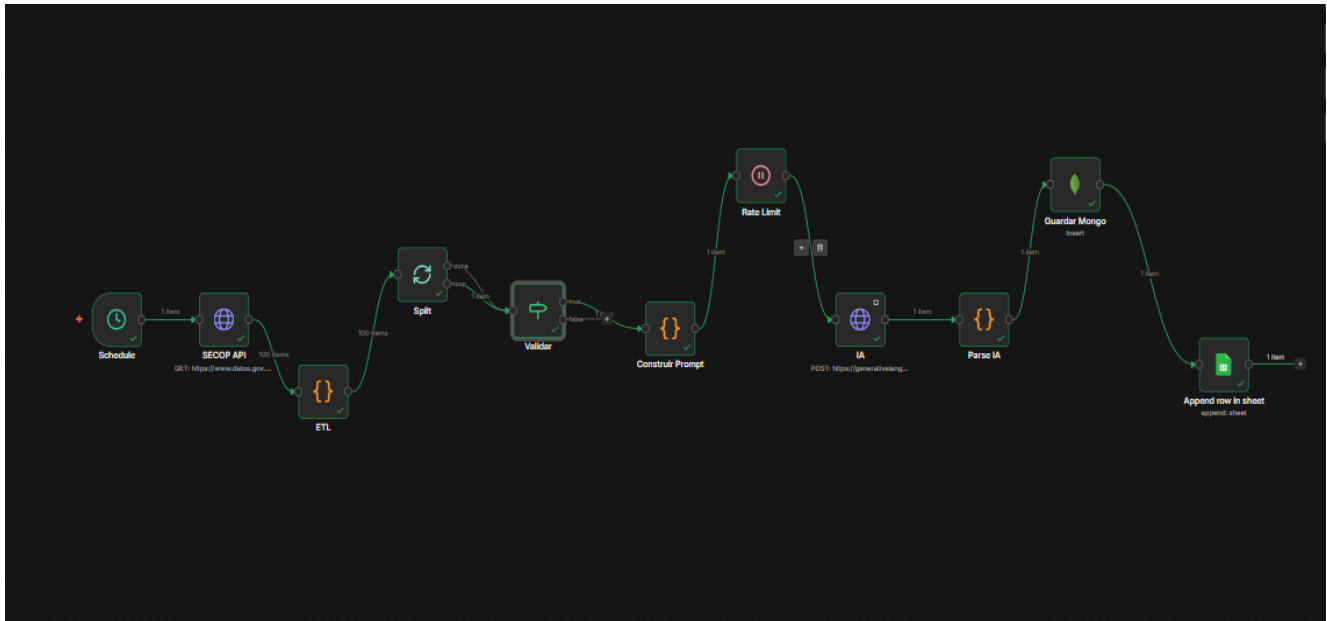 Schedule
1 item
SECOP API
GET: https://www.datos.gov....
100 items
ETL
100 items
Split
done
loop
1 item
Validar
true
false
Construir Prompt
1 item
Rate Limit
IA
POST: https://generativelang...
1 item
Parse IA
1 item
Guardar Mongo
insert
1 item
Append row in sheet
append: sheet
1 item